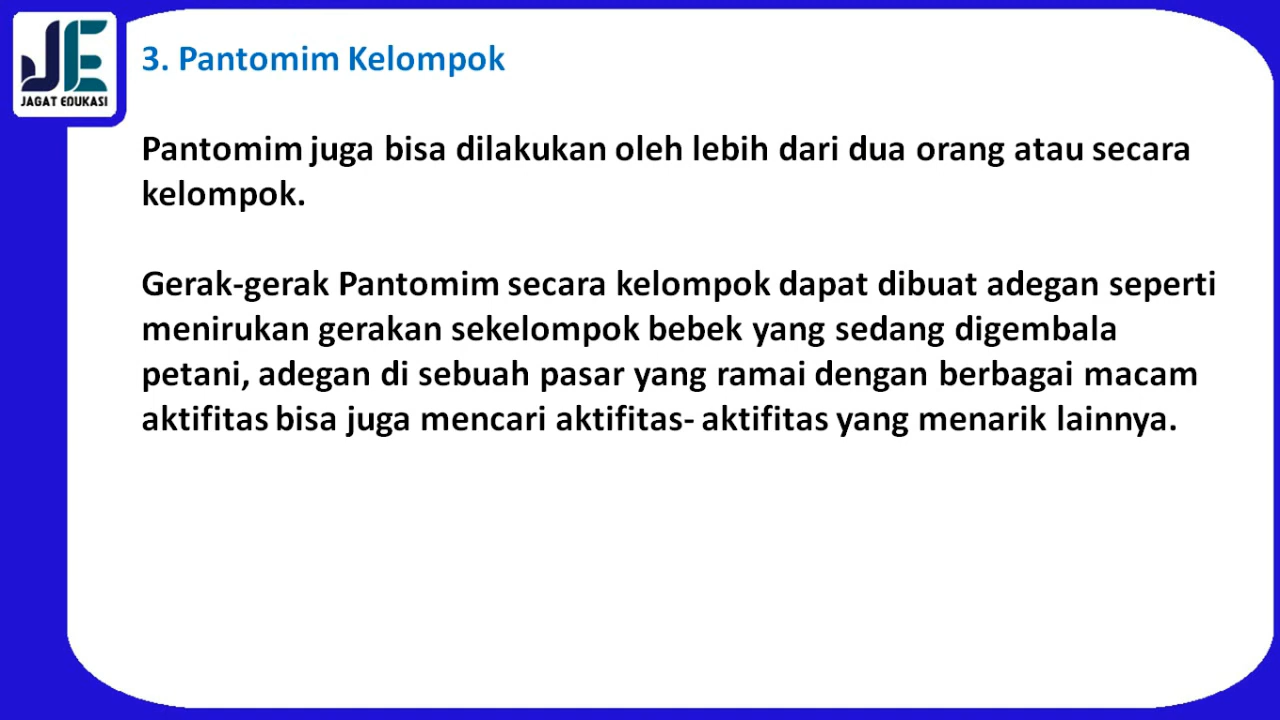 JE
JAGAT EDUKASI
3. Pantomim Kelompok
Pantomim juga bisa dilakukan oleh lebih dari dua orang atau secara
kelompok.
Gerak-gerak Pantomim secara kelompok dapat dibuat adegan seperti
menirukan gerakan sekelompok bebek yang sedang digembala
petani, adegan di sebuah pasar yang ramai dengan berbagai macam
aktifitas bisa juga mencari aktifitas- aktifitas yang menarik lainnya.